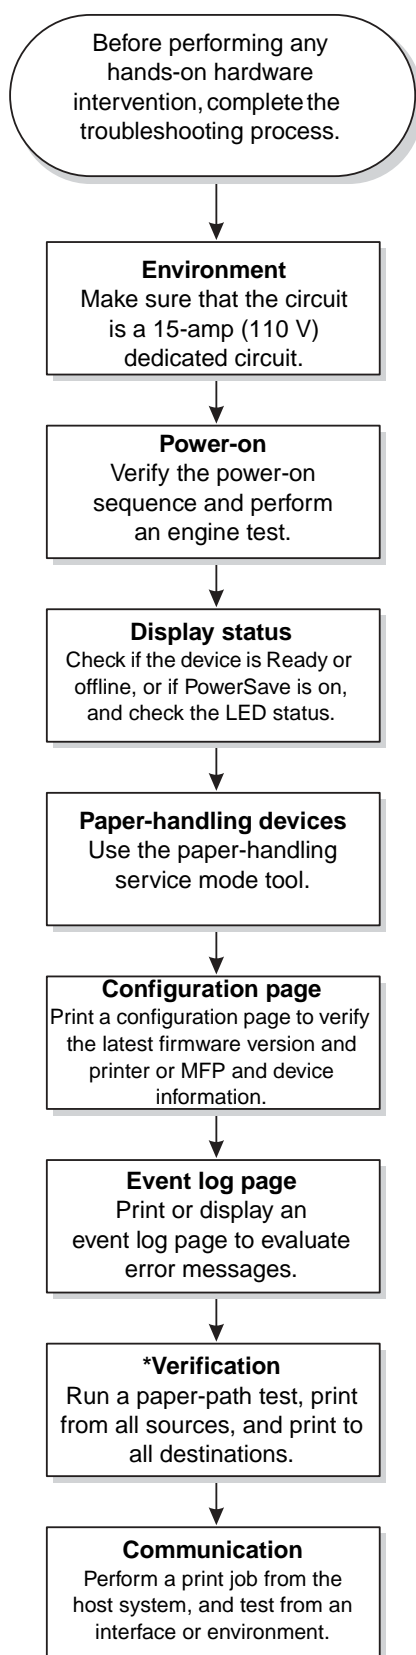 Before performing any
hands-on hardware
intervention, complete the
troubleshooting process.
Environment
Make sure that the circuit
is a 15-amp (110 V)
dedicated circuit.
Power-on
Verify the power-on
sequence and perform
an engine test.
Display status
Check if the device is Ready or
offline, or if PowerSave is on,
and check the LED status.
Paper-handling devices
Use the paper-handling
service mode tool.
Configuration page
Print a configuration page to verify
the latest firmware version and
printer or MFP and device
information.
Event log page
Print or display an
event log page to evaluate
error messages.
*Verification
Run a paper-path test, print
from all sources, and print to
all destinations.
Communication
Perform a print job from the
host system, and test from an
interface or environment.